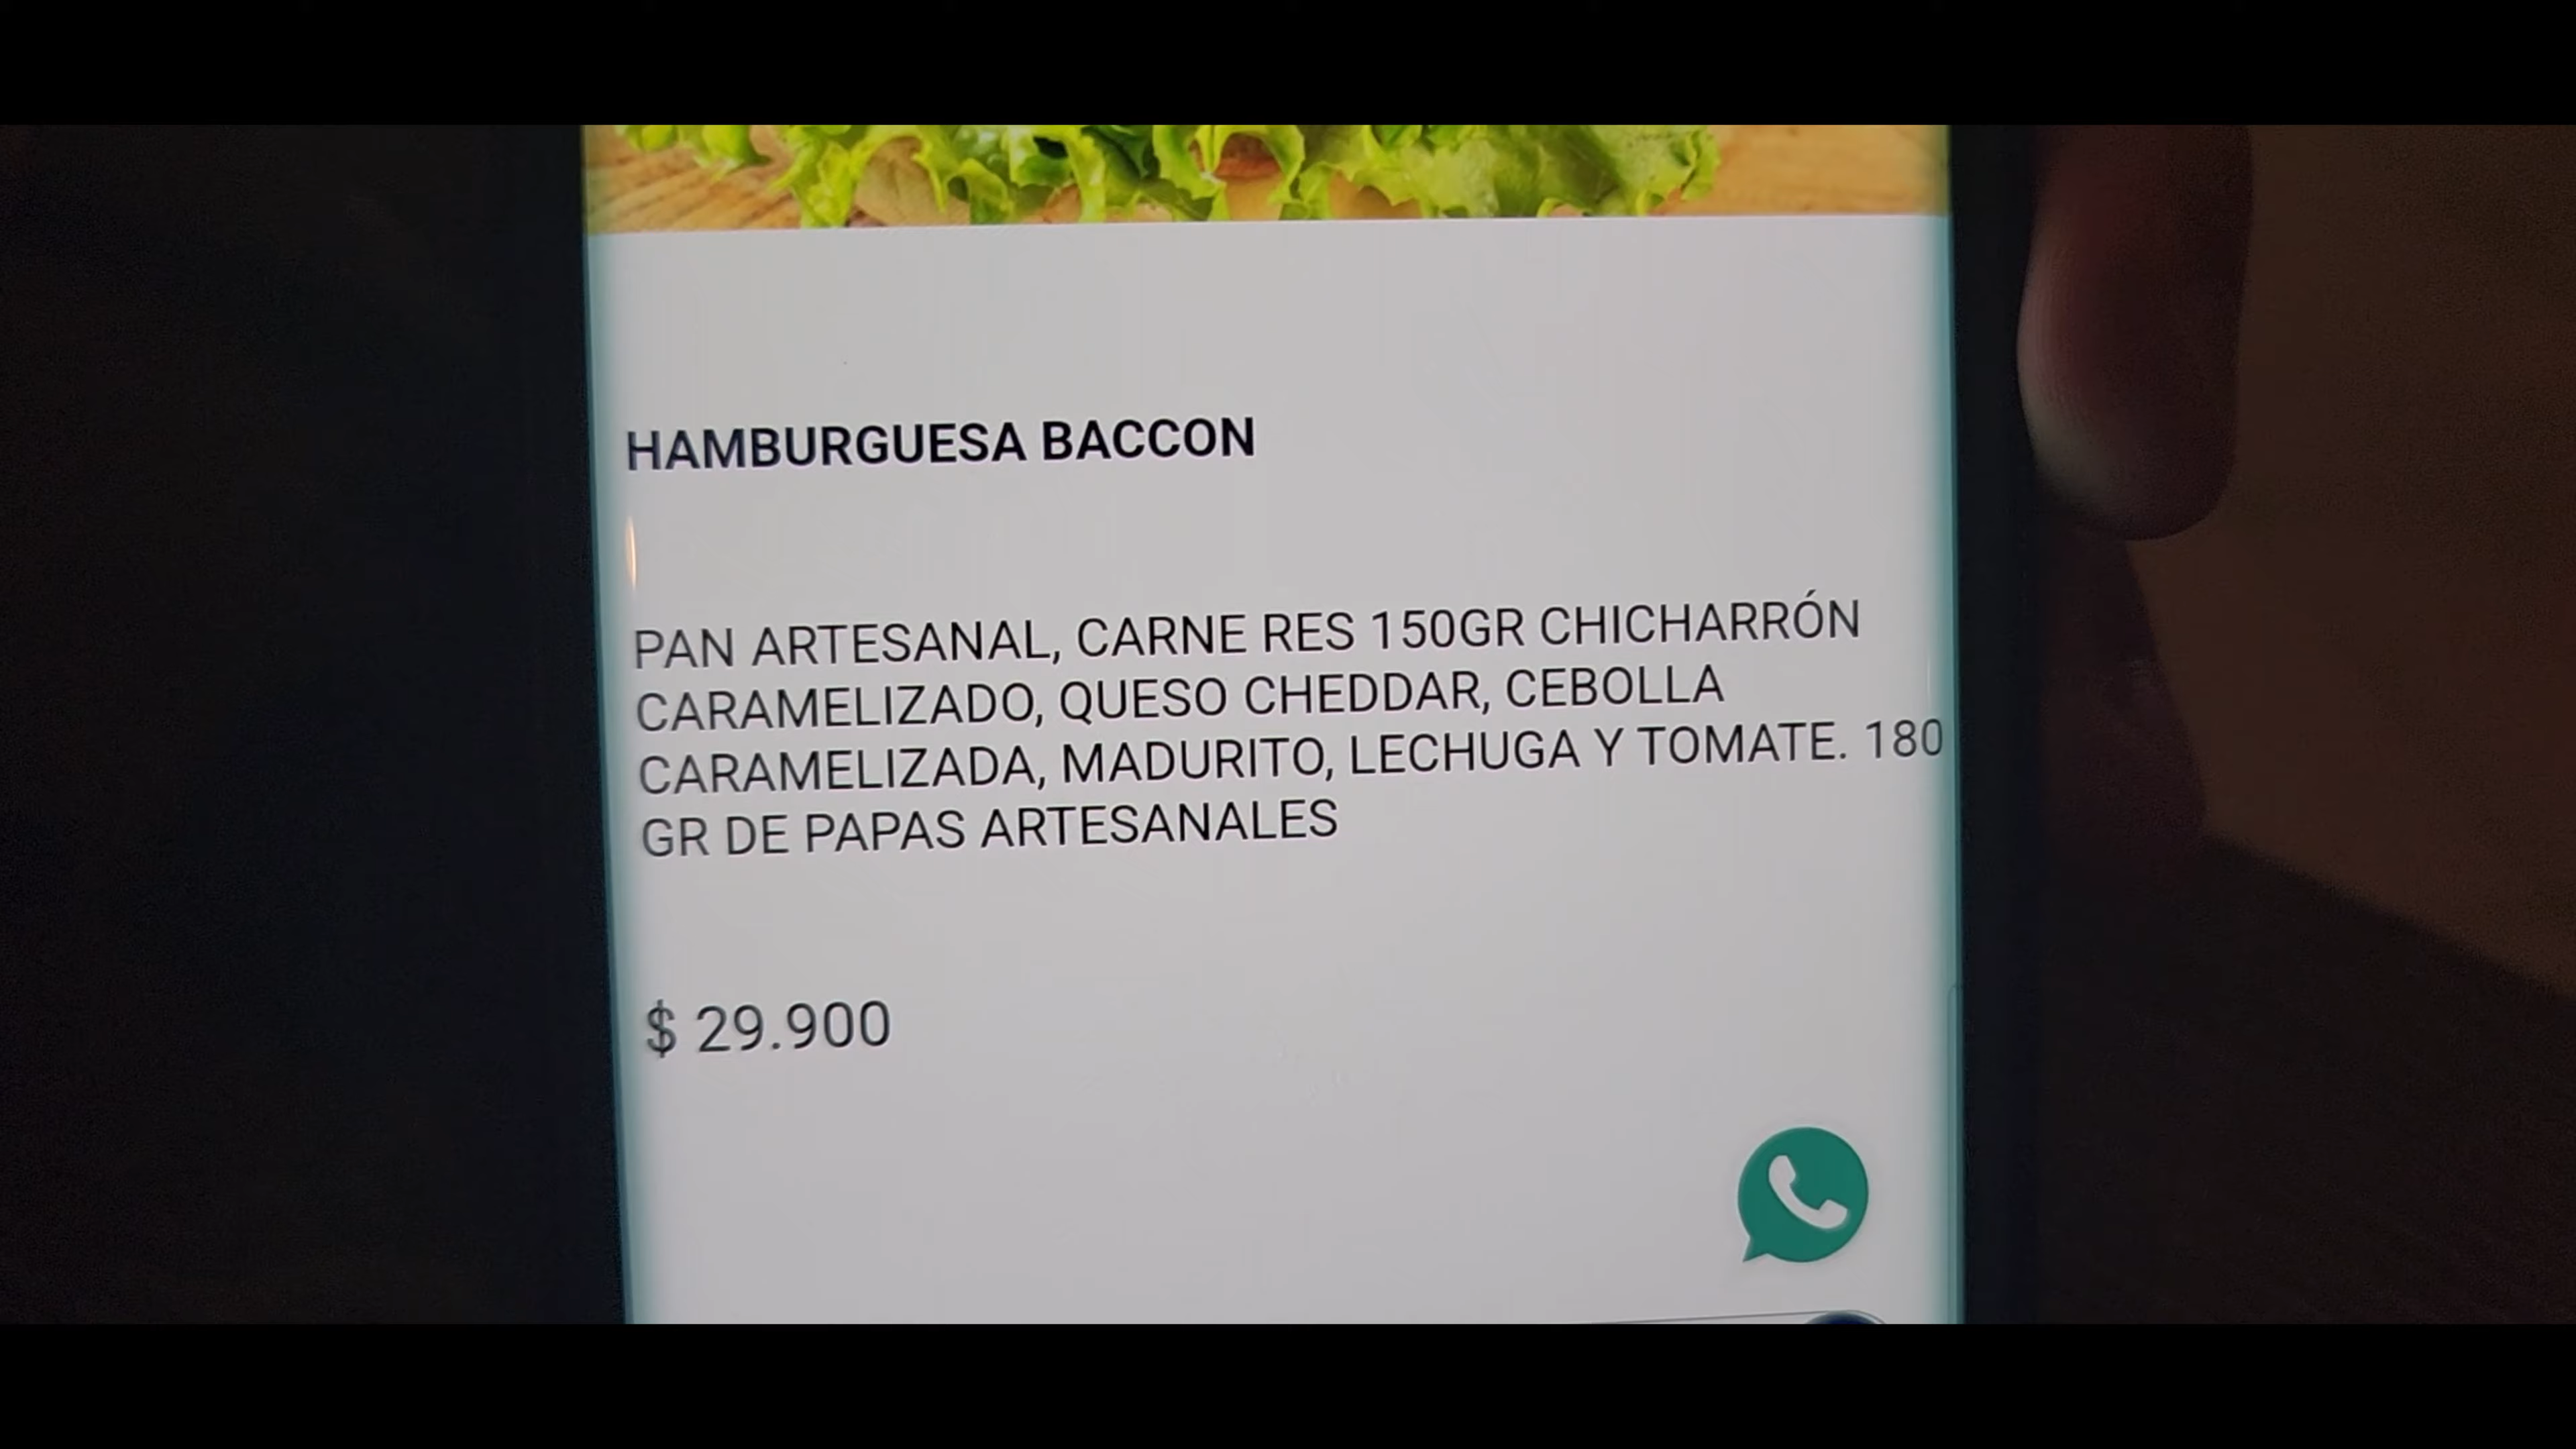 HAMBURGUESA BACCON
PAN ARTESANAL, CARNE RES 150GR CHICHARRÓN
CARAMELIZADO, QUESO CHEDDAR, CEBOLLA
CARAMELIZADA, MADURITO, LECHUGA Y TOMATE. 180
GR DE PAPAS ARTESANALES
$ 29.900